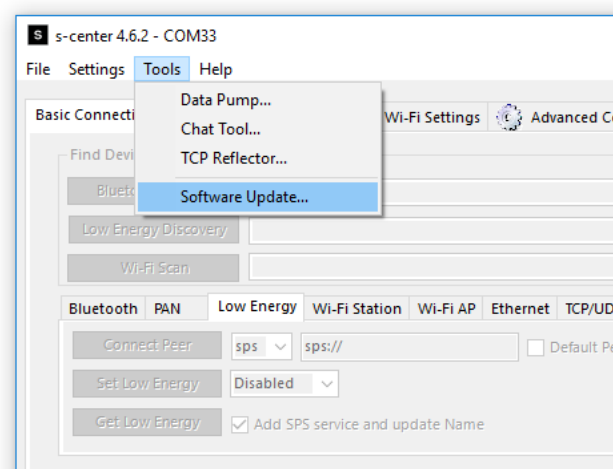 S s-center 4.6.2 - COM33
File Settings Tools Help
Data Pump...
Basic Connecti Wi-Fi Settings Advanced C
Chat Tool...
Find Devi TCP Reflector...
Software Update...
Low Energy Discovery
Wi-Fi Scan
Bluetooth PAN Low Energy Wi-Fi Station Wi-Fi AP Ethernet TCP/UD
Connect Peer sps sps:// Default Pe
Set Low Energy Disabled
Get Low Energy Add SPS service and update Name